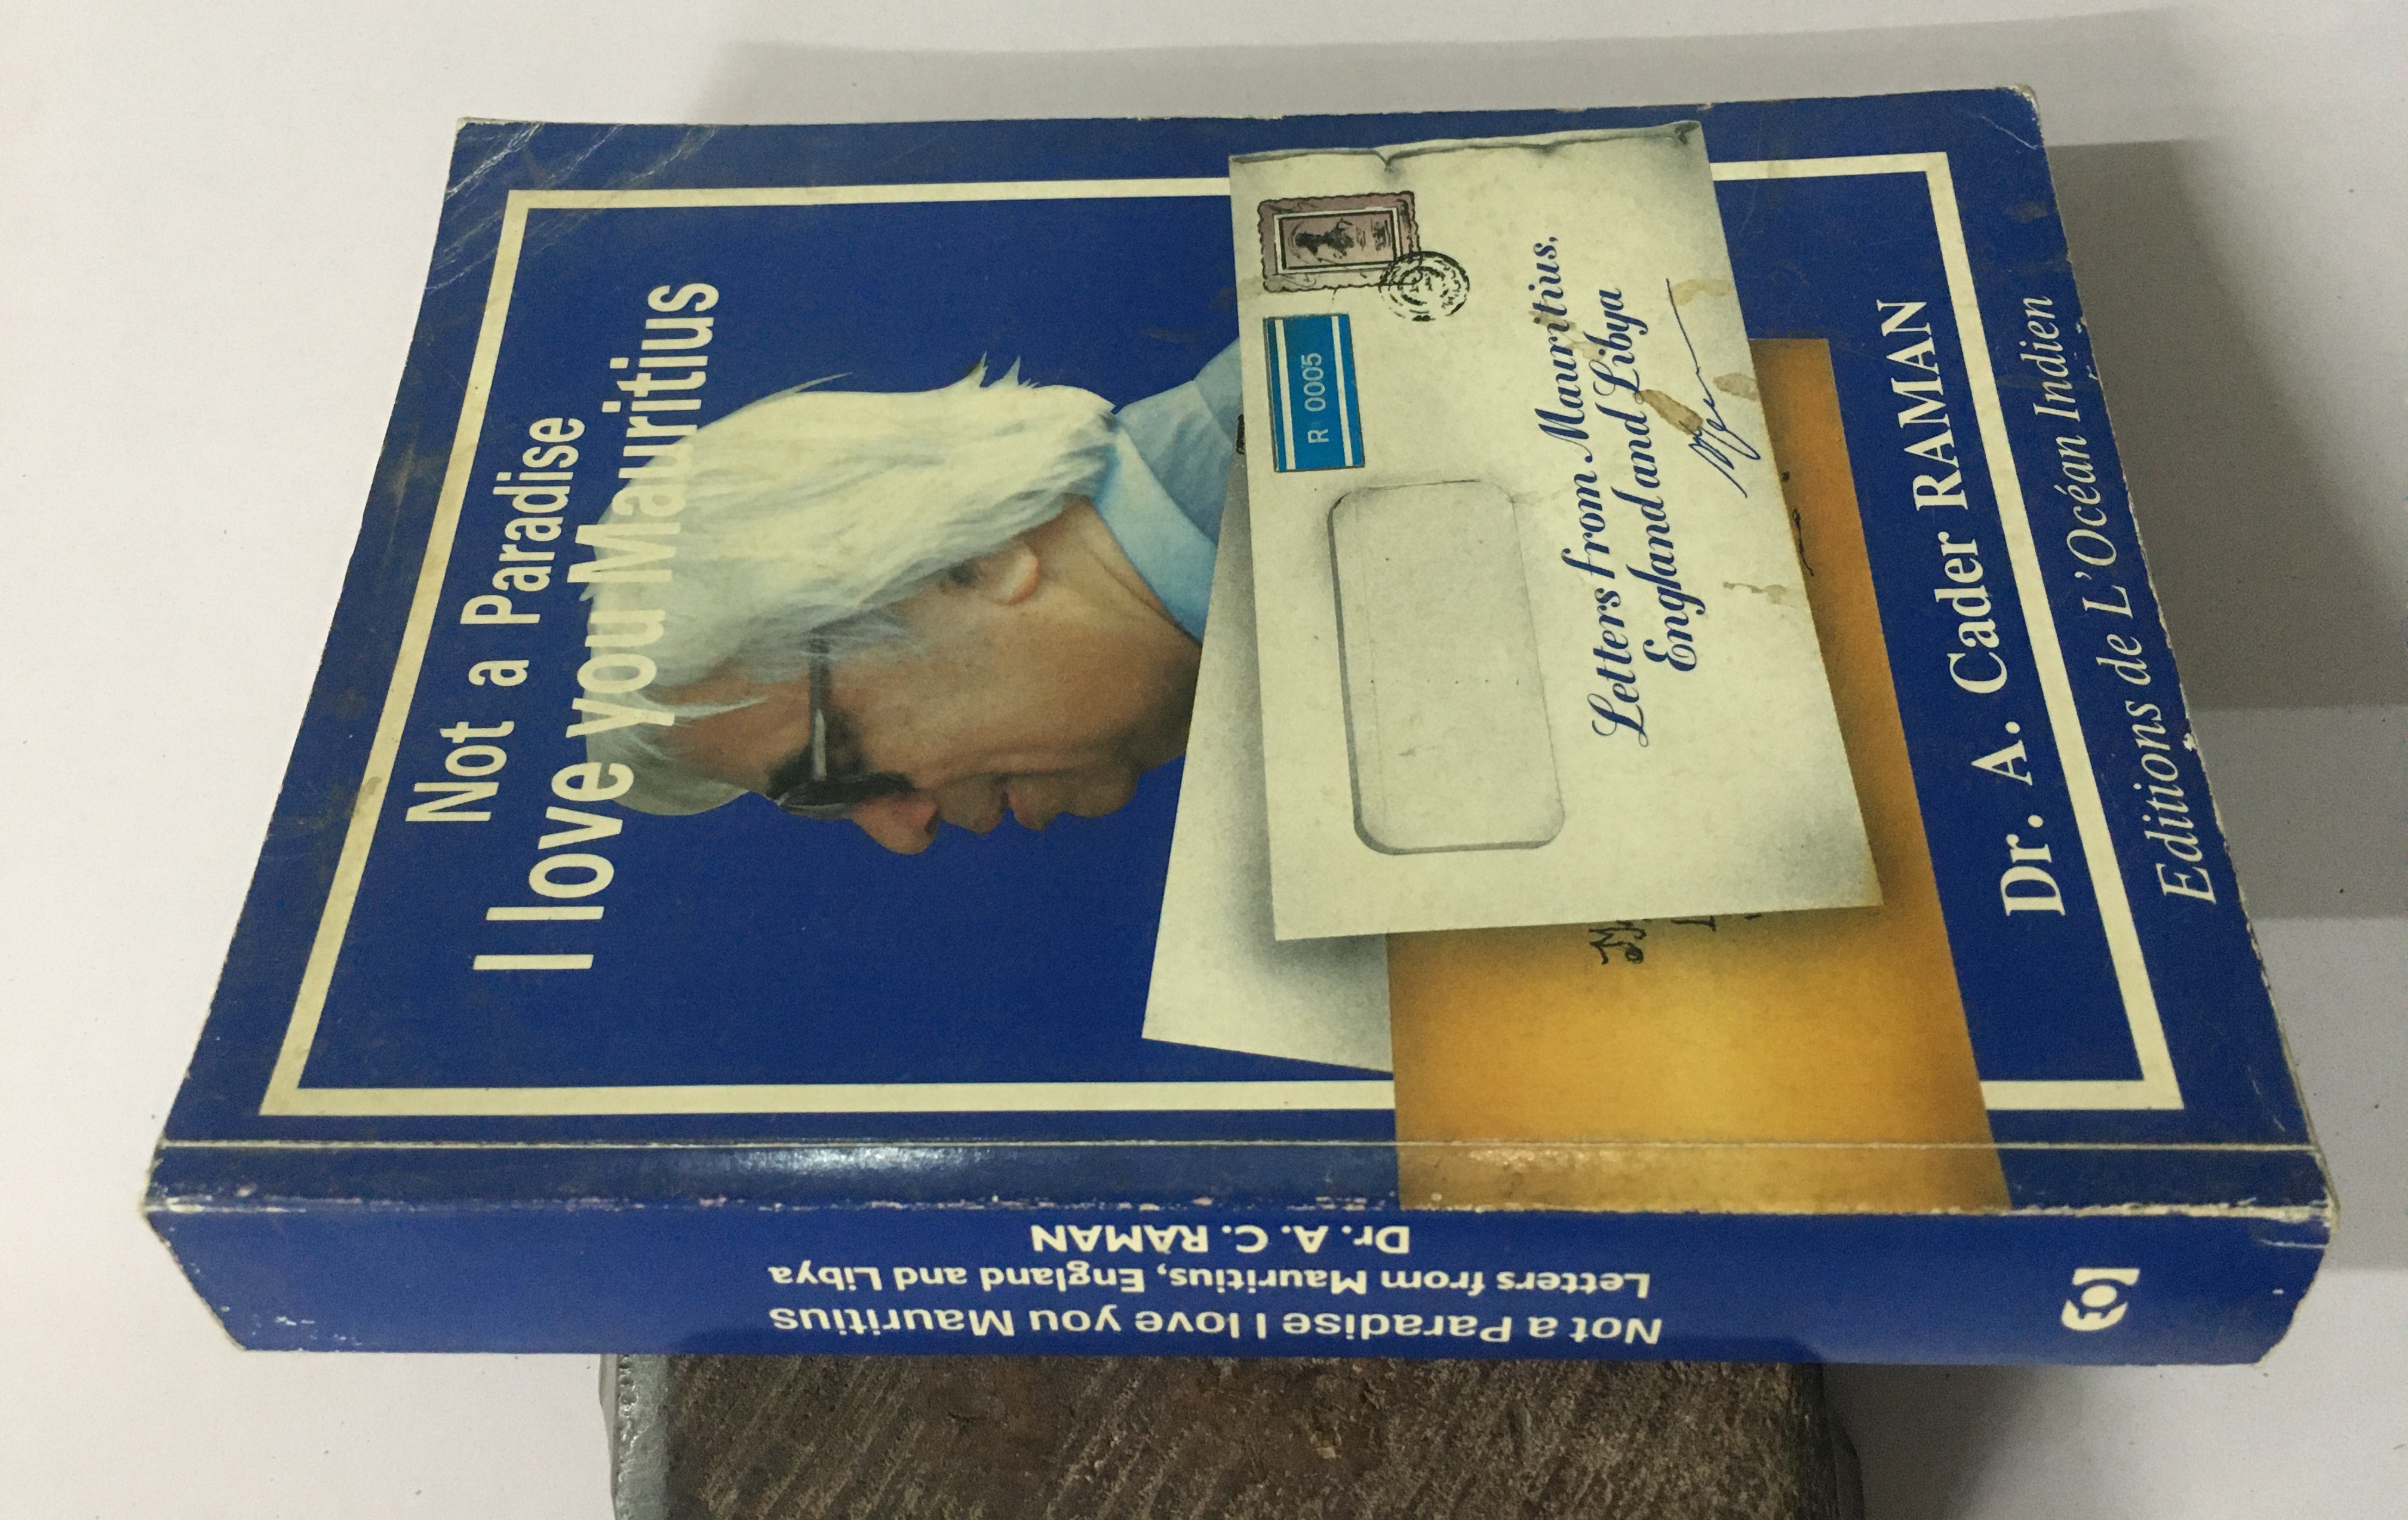 Not a Paradise
I love you Mauritius
R 0005
Letters from Mauritius,
England and Libya
Dr. A. Cader RAMAN
Editions de L'Océan Indien
Not a Paradise I love you Mauritius
Letters from Mauritius, England and Libya
Dr. A. C. RAMAN